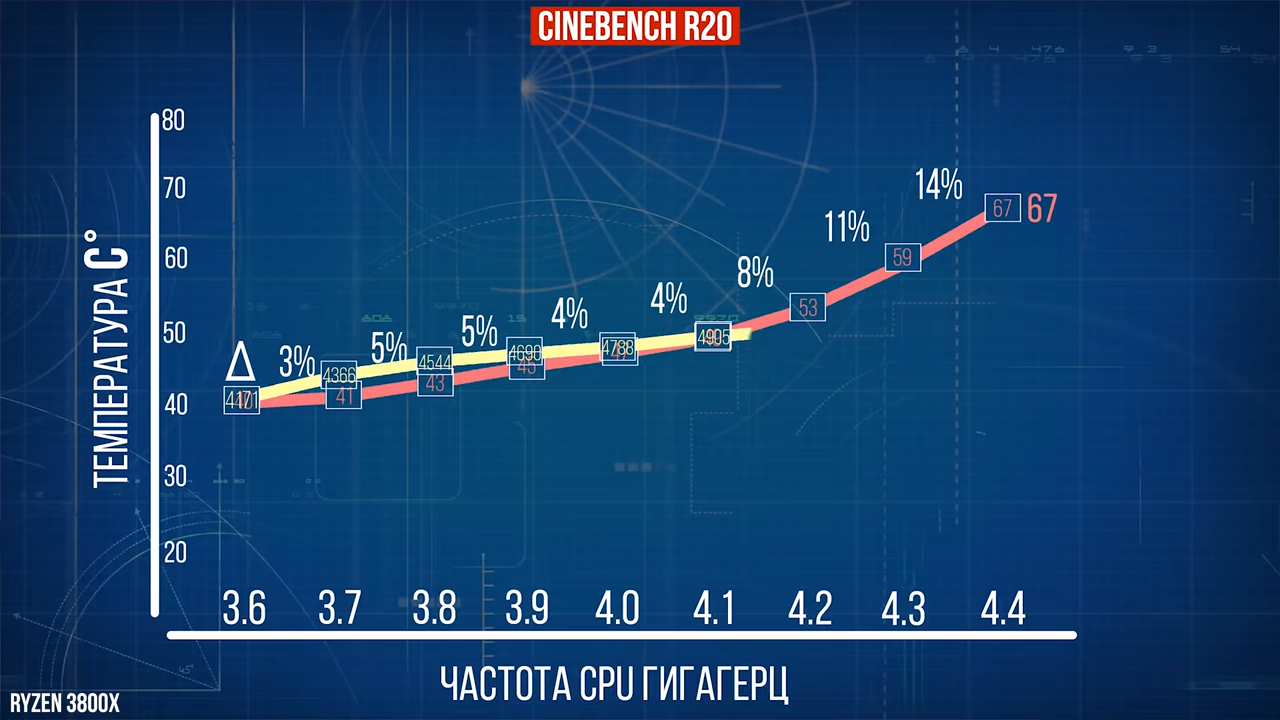 CINEBENCH R20
80
70
60
50
40
30
20
ТЕМПЕРАТУРА C°
Δ 3% 5% 5% 4% 4% 8% 11% 14%
4171 4366 4544 4690 4788 4905
41 43 45 53 59 67 67
3.6 3.7 3.8 3.9 4.0 4.1 4.2 4.3 4.4
ЧАСТОТА CPU ГИГАГЕРЦ
RYZEN 3800X